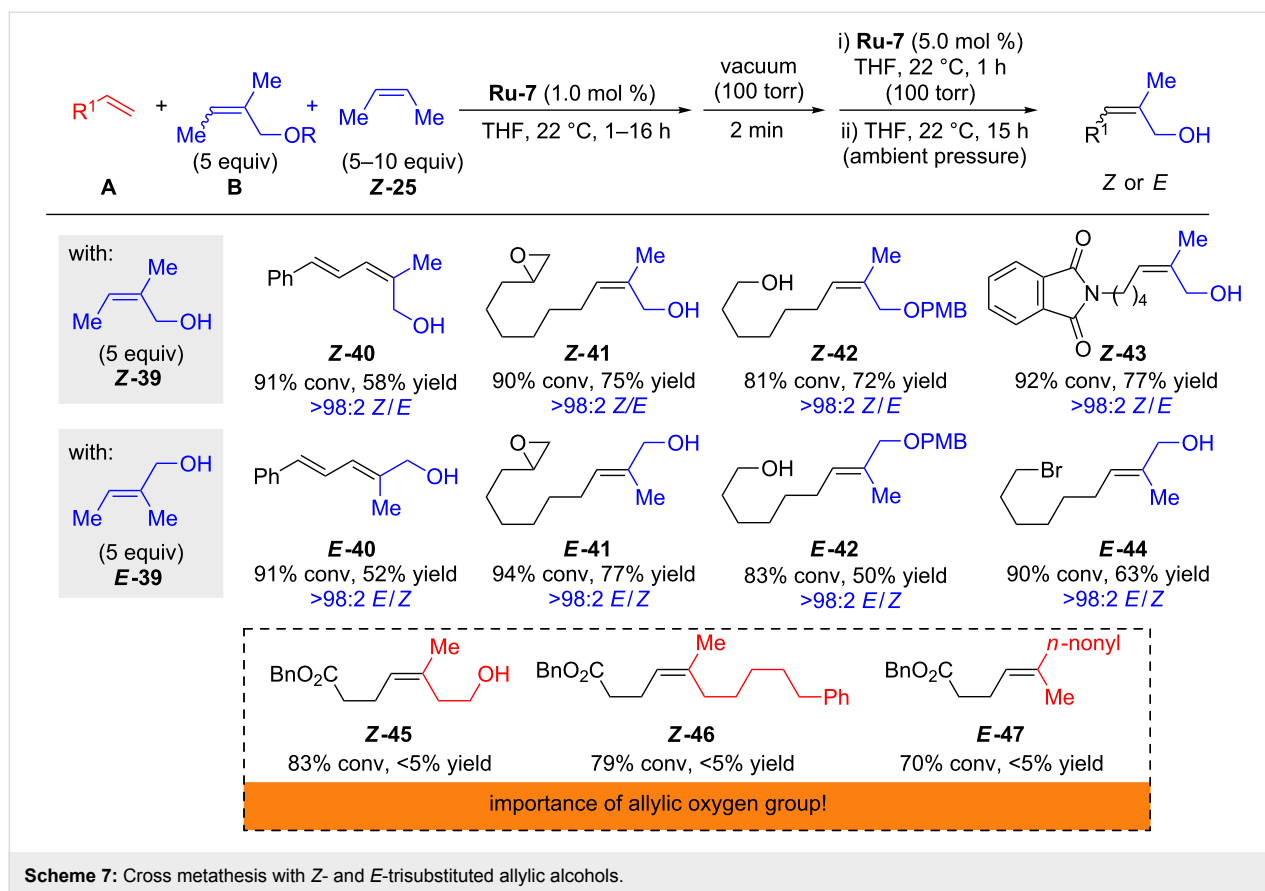 R1 + Me Me OR + Me Me
(5 equiv) (5–10 equiv)
A B Z-25
Ru-7 (1.0 mol %)
THF, 22 °C, 1–16 h
vacuum
(100 torr)
2 min
i) Ru-7 (5.0 mol %)
THF, 22 °C, 1 h
(100 torr)
ii) THF, 22 °C, 15 h
(ambient pressure)
R1 Me OH
Z or E
with:
Me
Me OH
(5 equiv)
Z-39
Ph Me OH
Z-40
91% conv, 58% yield
>98:2 Z/E
O Me OH
Z-41
90% conv, 75% yield
>98:2 Z/E
OH Me OPMB
Z-42
81% conv, 72% yield
>98:2 Z/E
O N O ( )4 Me OH
Z-43
92% conv, 77% yield
>98:2 Z/E
with:
OH
Me Me
(5 equiv)
E-39
Ph OH Me
E-40
91% conv, 52% yield
>98:2 E/Z
O OH Me
E-41
94% conv, 77% yield
>98:2 E/Z
OH OPMB Me
E-42
83% conv, 50% yield
>98:2 E/Z
Br OH Me
E-44
90% conv, 63% yield
>98:2 E/Z
BnO2C Me OH
Z-45
83% conv, <5% yield
BnO2C Me Ph
Z-46
79% conv, <5% yield
BnO2C n-nonyl Me
E-47
70% conv, <5% yield
importance of allylic oxygen group!
Scheme 7: Cross metathesis with Z- and E-trisubstituted allylic alcohols.